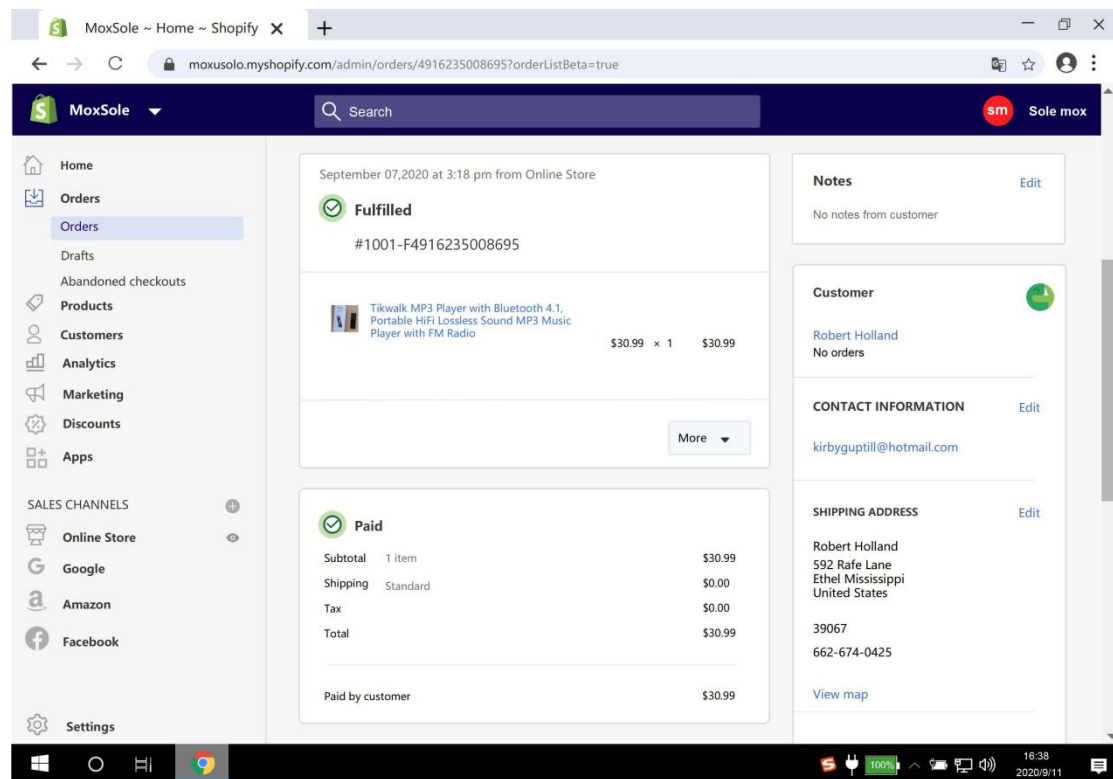 MoxSole ~ Home ~ Shopify
moxusolo.myshopify.com/admin/orders/4916235008695?orderListBeta=true
MoxSole
Search
sm
Sole mox
Home
Orders
Orders
Drafts
Abandoned checkouts
Products
Customers
Analytics
Marketing
Discounts
Apps
SALES CHANNELS
Online Store
Google
Amazon
Facebook
Settings
September 07,2020 at 3:18 pm from Online Store
Fulfilled
#1001-F4916235008695
Tikwalk MP3 Player with Bluetooth 4.1,
Portable HiFi Lossless Sound MP3 Music
Player with FM Radio
$30.99 × 1 $30.99
More
Paid
Subtotal 1 item $30.99
Shipping Standard $0.00
Tax $0.00
Total $30.99
Paid by customer $30.99
Notes Edit
No notes from customer
Customer
Robert Holland
No orders
CONTACT INFORMATION Edit
kirbyguptill@hotmail.com
SHIPPING ADDRESS Edit
Robert Holland
592 Rafe Lane
Ethel Mississippi
United States
39067
662-674-0425
View map
100%
16:38
2020/9/11